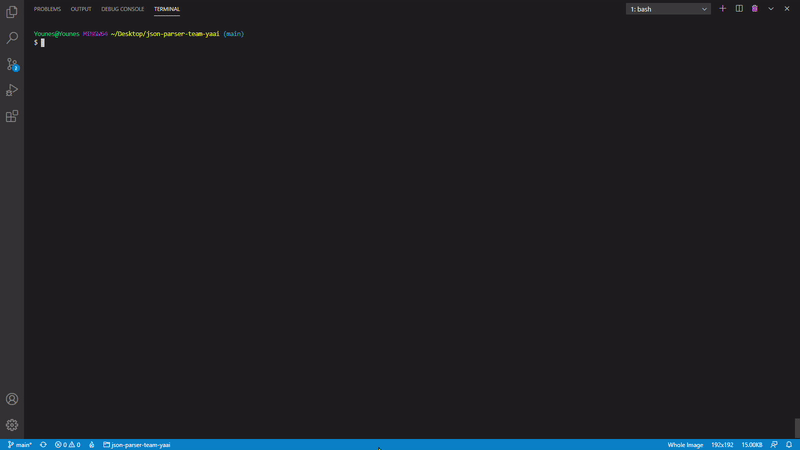 PROBLEMS OUTPUT DEBUG CONSOLE TERMINAL 1: bash
Younes@Younes MINGW64 ~/Desktop/json-parser-team-yaai (main)
$
2
main* 0 0 json-parser-team-yaai Whole Image 192x192 15.00KB